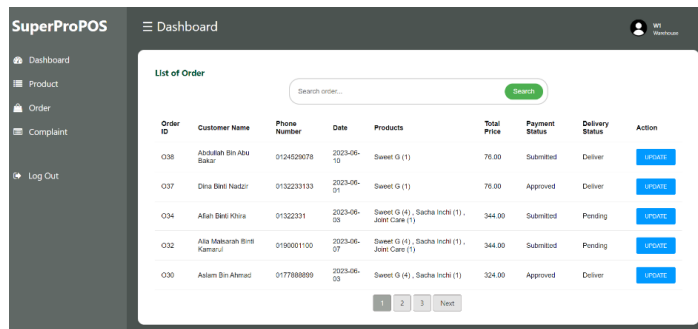 SuperProPOS
☰ Dashboard
W1
Warehouse
Dashboard
Product
Order
Complaint
Log Out
List of Order
Search order...
Search
Order ID Customer Name Phone Number Date Products Total Price Payment Status Delivery Status Action
O38 Abdullah Bin Abu Bakar 0124529078 2023-06-10 Sweet G (1) 76.00 Submitted Deliver UPDATE
O37 Dina Binti Nadzir 0132233133 2023-06-01 Sweet G (1) 76.00 Approved Deliver UPDATE
O34 Afiah Binti Khira 01322331 2023-06-03 Sweet G (4) , Sacha Inchi (1) , Joint Care (1) 344.00 Submitted Pending UPDATE
O32 Alia Maisarah Binti Kamarul 0190001100 2023-06-07 Sweet G (4) , Sacha Inchi (1) , Joint Care (1) 344.00 Submitted Pending UPDATE
O30 Aslam Bin Ahmad 0177888899 2023-06-03 Sweet G (4) , Sacha Inchi (1) 324.00 Approved Deliver UPDATE
1 2 3 Next